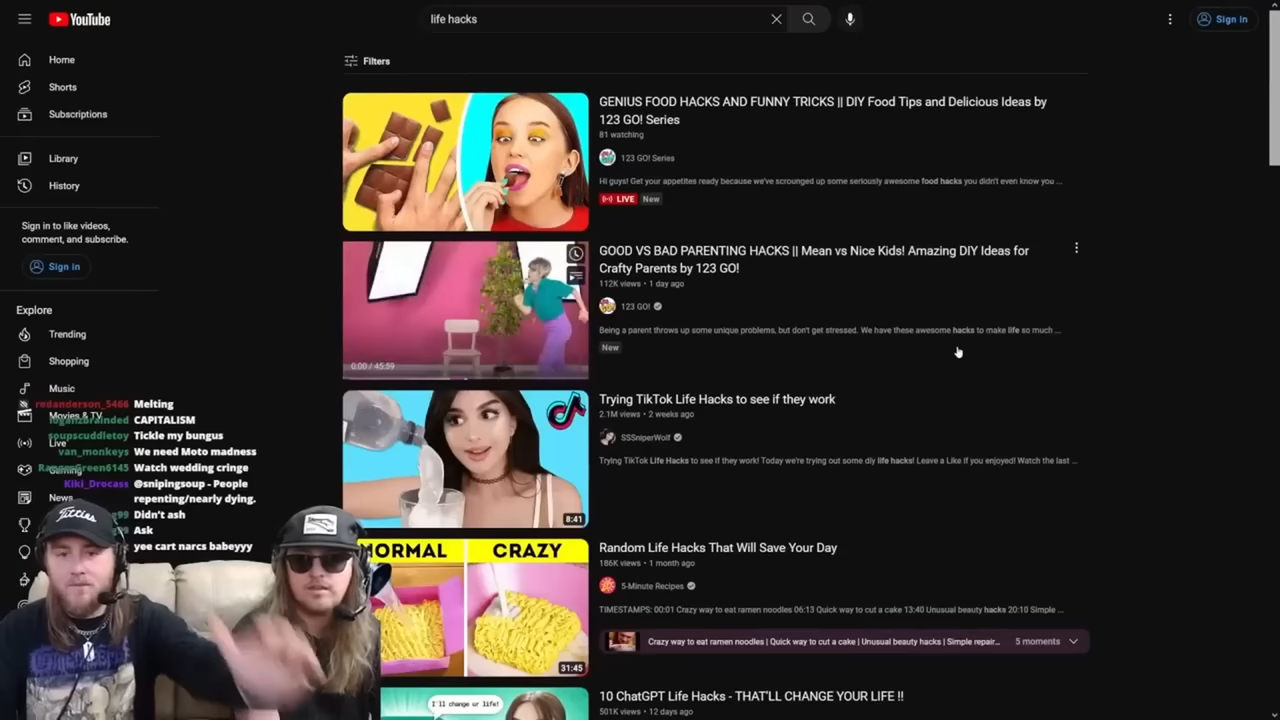 YouTube
life hacks
Sign in
Home
Shorts
Subscriptions
Library
History
Sign in to like videos,
comment, and subscribe.
Sign in
Explore
Trending
Shopping
Music
Movies & TV
Live
News
redanderson_5466 Melting
CAPITALISM
soupscuddletoy Tickle my bungus
van_monkeys We need Moto madness
Watch wedding cringe
Kiki_Drocass @snipingsoup - People
repenting/nearly dying.
Didn't ash
Ask
yee cart narcs babeyyy
Titties
Filters
GENIUS FOOD HACKS AND FUNNY TRICKS || DIY Food Tips and Delicious Ideas by
123 GO! Series
81 watching
123 GO! Series
Hi guys! Get your appetites ready because we've scrounged up some seriously awesome food hacks you didn't even know you ...
LIVE New
0:00 / 45:59
GOOD VS BAD PARENTING HACKS || Mean vs Nice Kids! Amazing DIY Ideas for
Crafty Parents by 123 GO!
112K views • 1 day ago
123 GO!
Being a parent throws up some unique problems, but don't get stressed. We have these awesome hacks to make life so much ...
New
8:41
Trying TikTok Life Hacks to see if they work
2.1M views • 2 weeks ago
SSSniperWolf
Trying TikTok Life Hacks to see if they work! Today we're trying out some diy life hacks! Leave a Like if you enjoyed! Watch the last ...
NORMAL CRAZY
31:45
Random Life Hacks That Will Save Your Day
186K views • 1 month ago
5-Minute Recipes
TIMESTAMPS: 00:01 Crazy way to eat ramen noodles 06:13 Quick way to cut a cake 13:40 Unusual beauty hacks 20:10 Simple ...
Crazy way to eat ramen noodles | Quick way to cut a cake | Unusual beauty hacks | Simple repair... 5 moments
I'll change ur life!
10 ChatGPT Life Hacks - THAT'LL CHANGE YOUR LIFE !!
501K views • 12 days ago